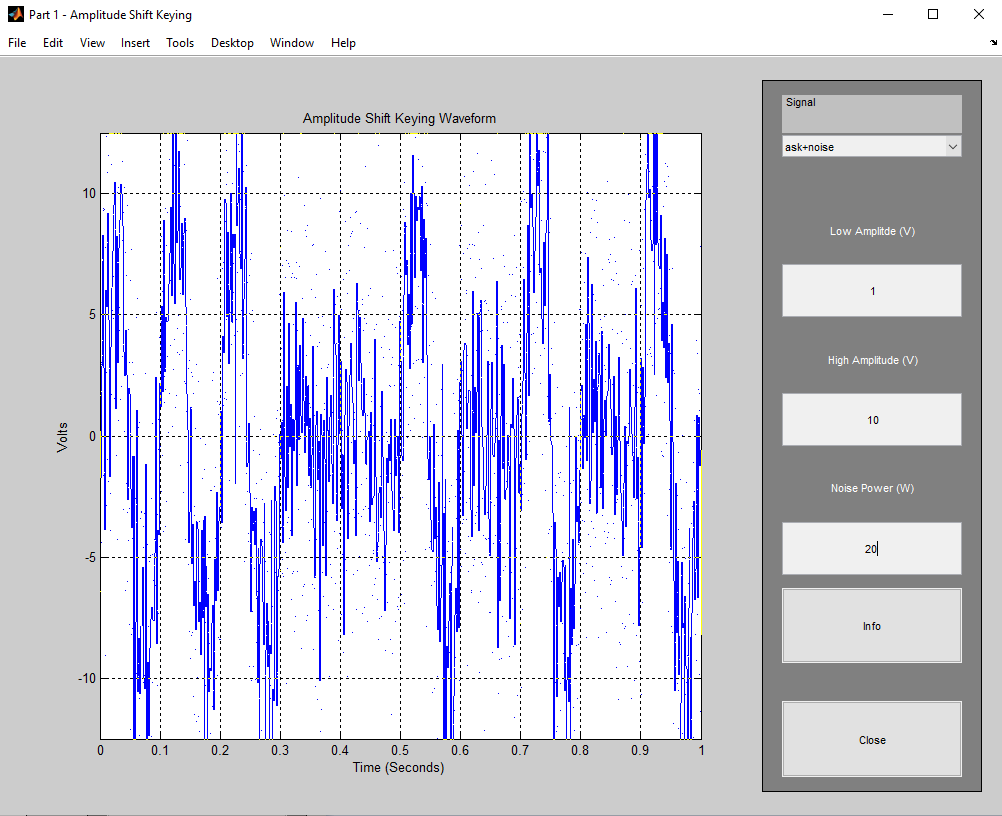 Part 1 - Amplitude Shift Keying
File Edit View Insert Tools Desktop Window Help
Amplitude Shift Keying Waveform
10
5
0
-5
-10
Volts
0 0.1 0.2 0.3 0.4 0.5 0.6 0.7 0.8 0.9 1
Time (Seconds)
Signal
ask+noise
Low Amplitde (V)
1
High Amplitude (V)
10
Noise Power (W)
20
Info
Close